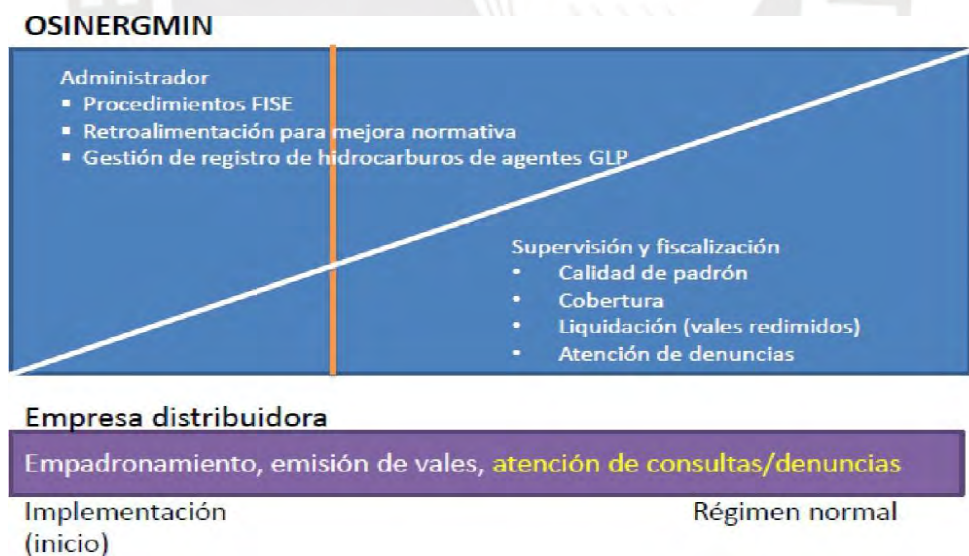 OSINERGMIN
Administrador
▪ Procedimientos FISE
▪ Retroalimentación para mejora normativa
▪ Gestión de registro de hidrocarburos de agentes GLP
Supervisión y fiscalización
• Calidad de padrón
• Cobertura
• Liquidación (vales redimidos)
• Atención de denuncias
Empresa distribuidora
Empadronamiento, emisión de vales, atención de consultas/denuncias
Implementación
(inicio)
Régimen normal